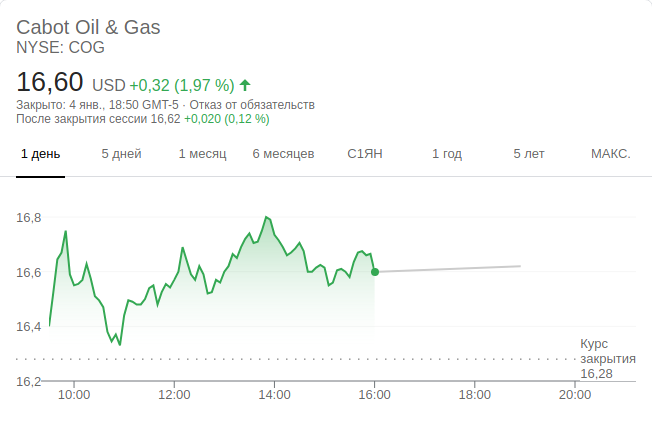 Cabot Oil & Gas
NYSE: COG
16,60 USD +0,32 (1,97 %)
Закрыто: 4 янв., 18:50 GMT-5 · Отказ от обязательств
После закрытия сессии 16,62 +0,020 (0,12 %)
1 день 5 дней 1 месяц 6 месяцев С1ЯН 1 год 5 лет МАКС.
16,8
16,6
16,4
Курс
закрытия
16,28
16,2
10:00 12:00 14:00 16:00 18:00 20:00